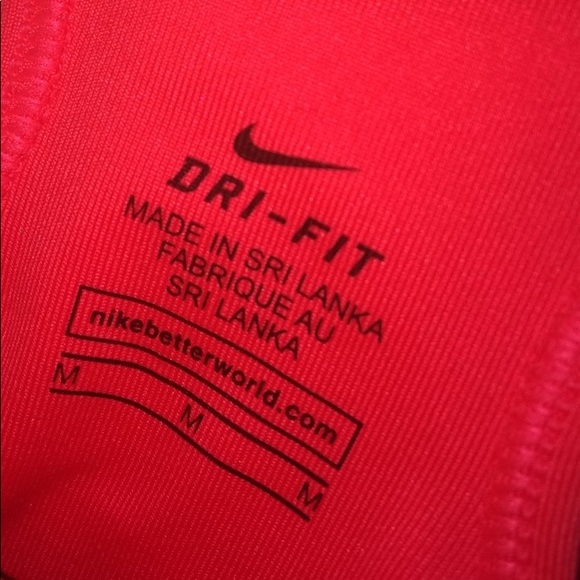 DRI-FIT
MADE IN SRI LANKA
FABRIQUE AU
SRI LANKA
nikebetterworld.com
M M M